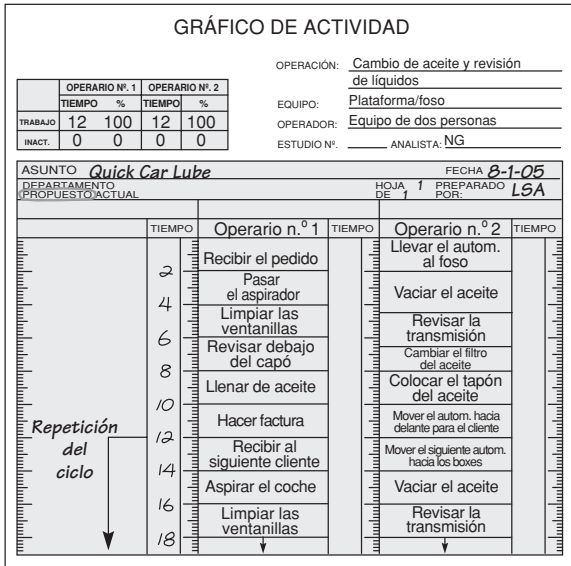 GRÁFICO DE ACTIVIDAD
OPERACIÓN: Cambio de aceite y revisión
de líquidos
EQUIPO: Plataforma/foso
OPERADOR: Equipo de dos personas
ESTUDIO Nº. ANALISTA: NG
OPERARIO Nº. 1 OPERARIO Nº. 2
TIEMPO % TIEMPO %
TRABAJO 12 100 12 100
INACT. 0 0 0 0
ASUNTO Quick Car Lube FECHA 8-1-05
DEPARTAMENTO HOJA 1 PREPARADO
PROPUESTO ACTUAL DE 1 POR: LSA
TIEMPO Operario n.º 1 TIEMPO Operario n.º 2 TIEMPO
Llevar el autom.
al foso
Recibir el pedido
2
Pasar
el aspirador
Vaciar el aceite
4
Limpiar las
ventanillas
Revisar la
transmisión
6
Revisar debajo
del capó
Cambiar el filtro
del aceite
8
Llenar de aceite
Colocar el tapón
del aceite
10
Hacer factura
Mover el autom. hacia
delante para el cliente
Repetición
del
ciclo
12
Recibir al
siguiente cliente
Mover el siguiente autom.
hacia los boxes
14
Aspirar el coche
Vaciar el aceite
16
Limpiar las
ventanillas
Revisar la
transmisión
18